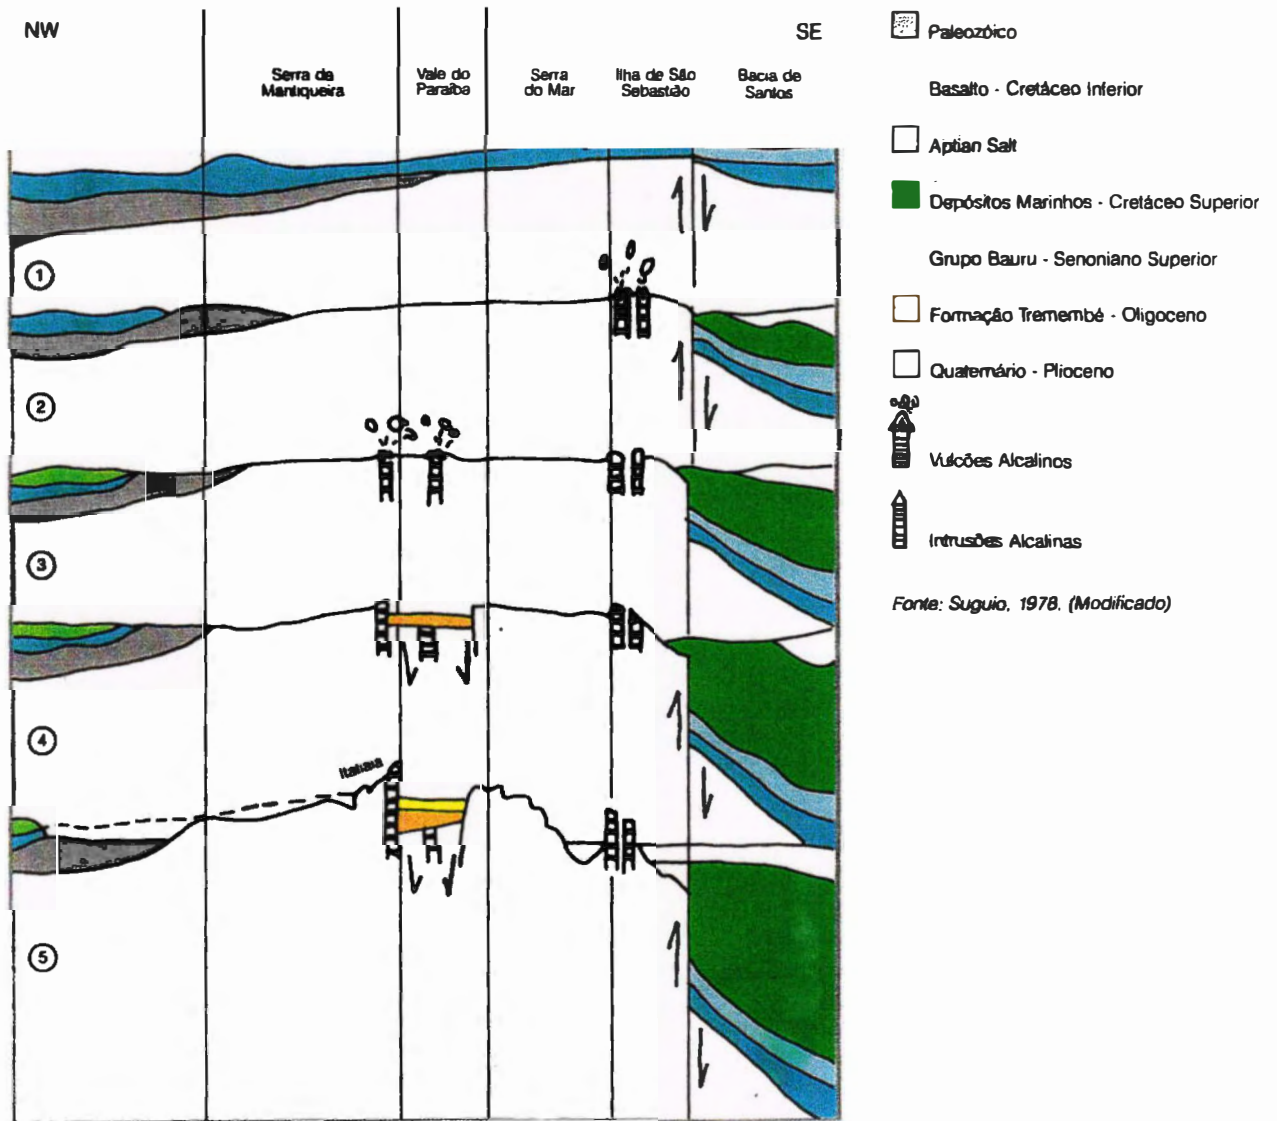 NW
SE
Serra da
Mantiqueira
Vale do
Paraíba
Serra
do Mar
Ilha de São
Sebastião
Bacia de
Santos
1
2
3
4
Itatiaia
5
Paleozóico
Basalto - Cretáceo Inferior
Aptian Salt
Depósitos Marinhos - Cretáceo Superior
Grupo Bauru - Senoniano Superior
Formação Tremembé - Oligoceno
Quaternário - Plioceno
Vulcões Alcalinos
Intrusões Alcalinas
Fonte: Suguio, 1978. (Modificado)